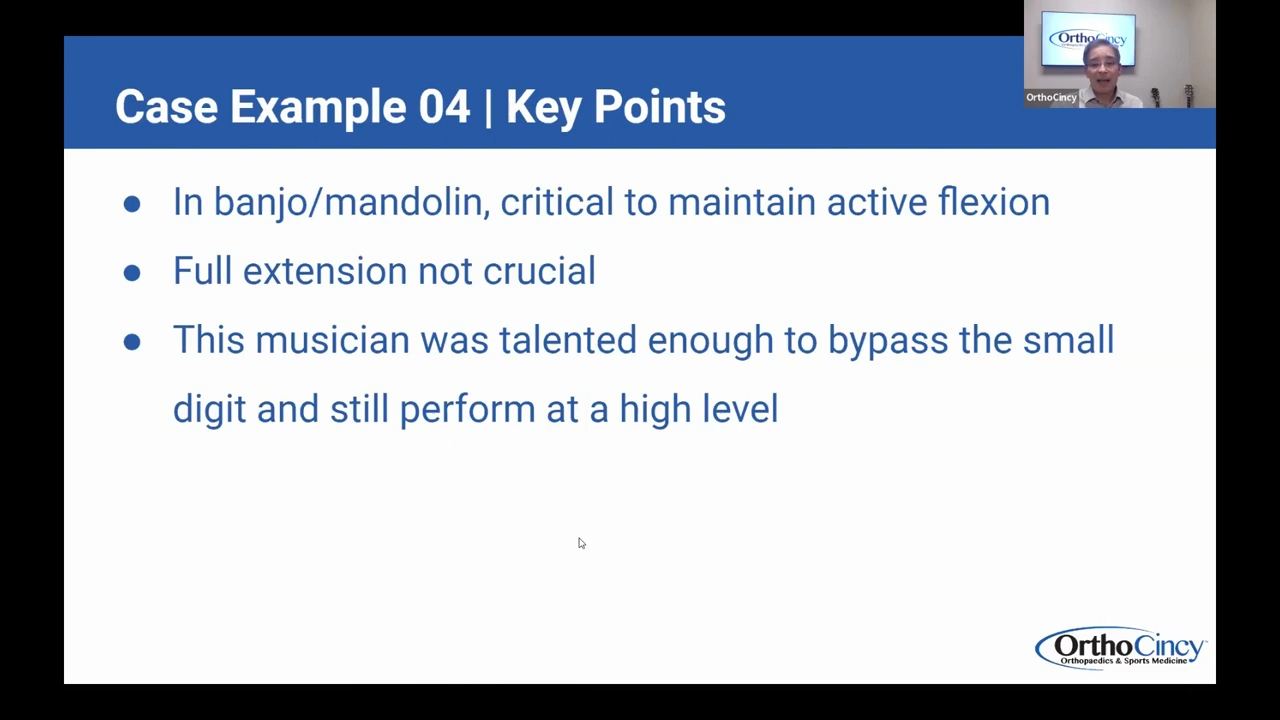 OrthoCincy
OrthoCincy
Case Example 04 | Key Points
● In banjo/mandolin, critical to maintain active flexion
● Full extension not crucial
● This musician was talented enough to bypass the small
digit and still perform at a high level
OrthoCincy™
Orthopaedics & Sports Medicine